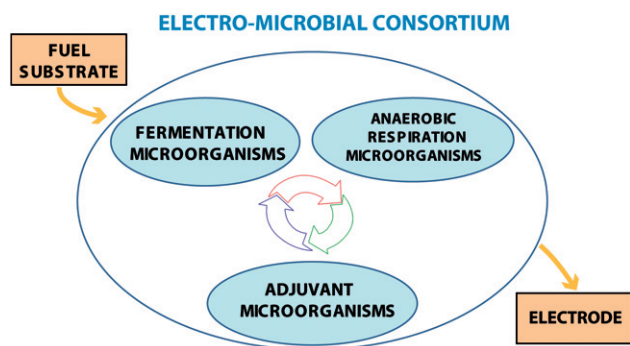 ELECTRO-MICROBIAL CONSORTIUM
FUEL
SUBSTRATE
FERMENTATION
MICROORGANISMS
ANAEROBIC
RESPIRATION
MICROORGANISMS
ADJUVANT
MICROORGANISMS
ELECTRODE